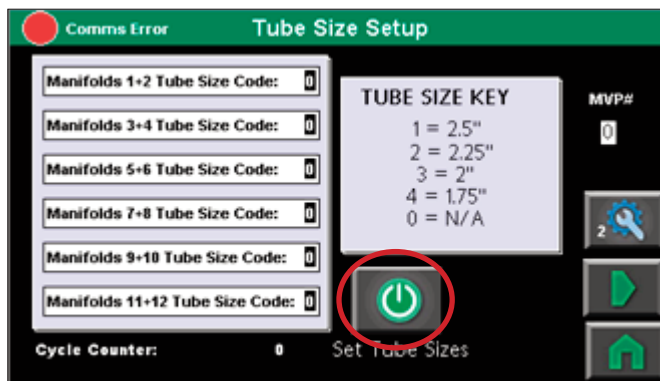 Comms Error
Tube Size Setup
Manifolds 1+2 Tube Size Code: 0
Manifolds 3+4 Tube Size Code: 0
Manifolds 5+6 Tube Size Code: 0
Manifolds 7+8 Tube Size Code: 0
Manifolds 9+10 Tube Size Code: 0
Manifolds 11+12 Tube Size Code: 0
TUBE SIZE KEY
1 = 2.5"
2 = 2.25"
3 = 2"
4 = 1.75"
0 = N/A
MVP#
0
2
Cycle Counter: 0
Set Tube Sizes